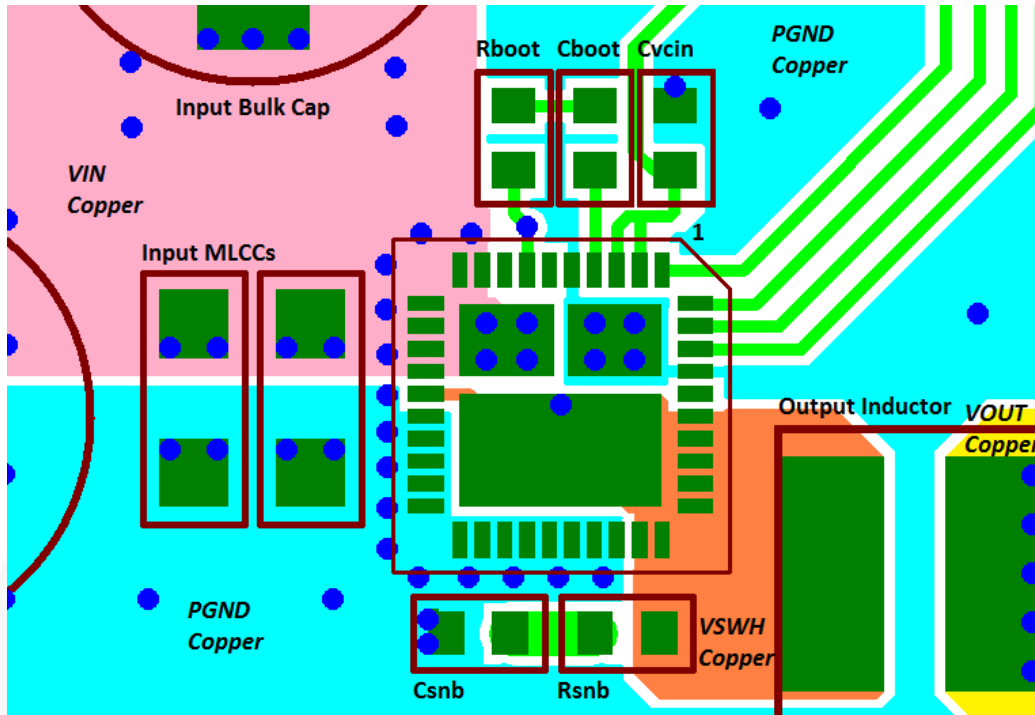 Rboot Cboot Cvcin
PGND
Copper
Input Bulk Cap
VIN
Copper
1
Input MLCCs
Output Inductor
VOUT
Copper
PGND
Copper
VSWH
Copper
Csnb
Rsnb